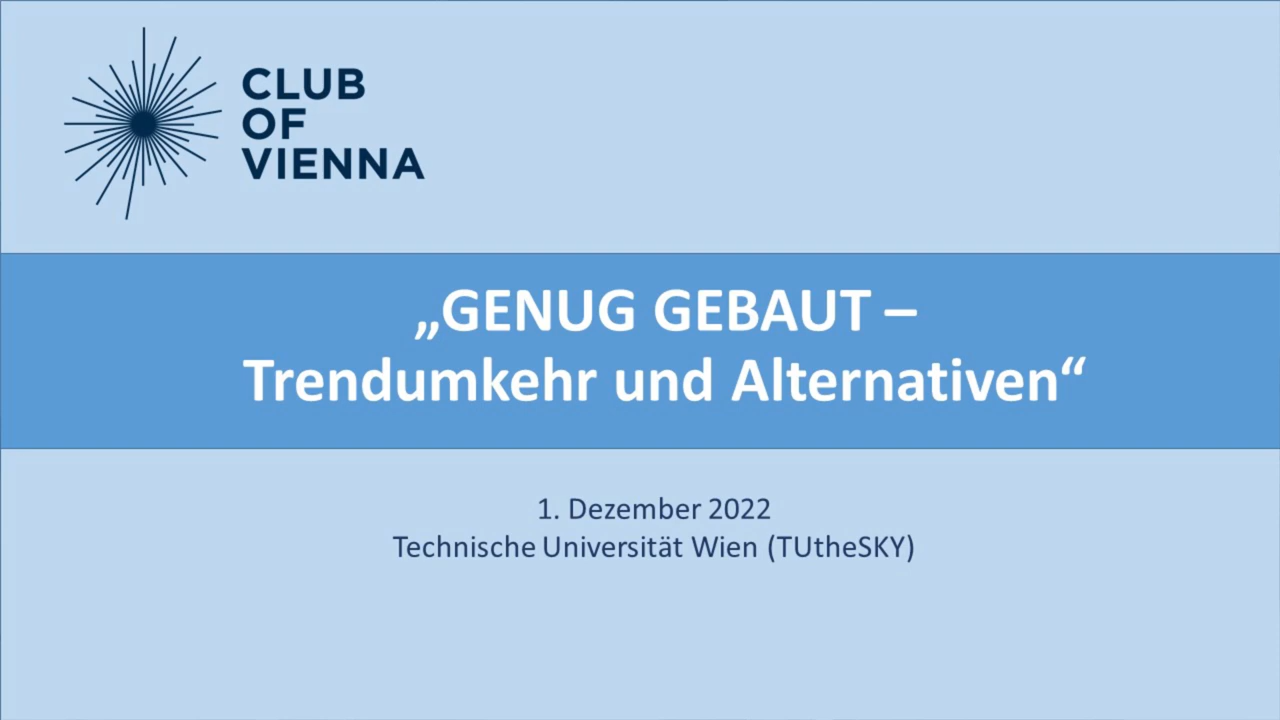 CLUB
OF
VIENNA
„GENUG GEBAUT –
Trendumkehr und Alternativen“
1. Dezember 2022
Technische Universität Wien (TUtheSKY)